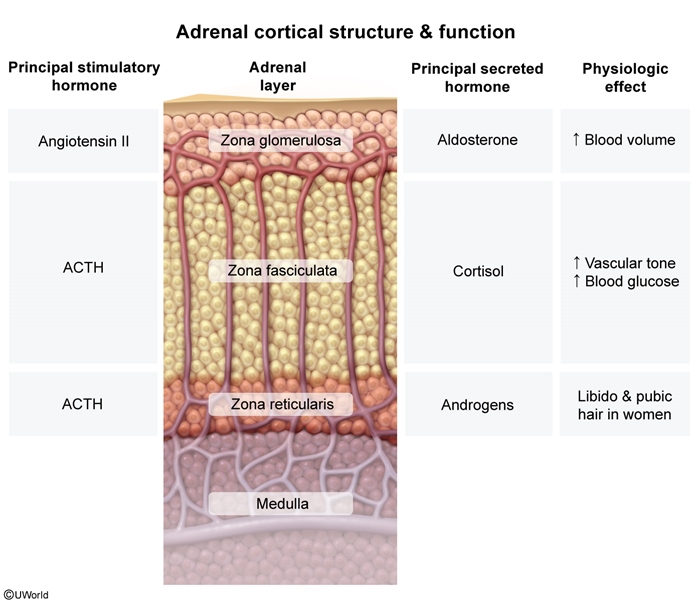 Adrenal cortical structure & function
Principal stimulatory
hormone
Adrenal
layer
Principal secreted
hormone
Physiologic
effect
Angiotensin II
Zona glomerulosa
Aldosterone
↑ Blood volume
ACTH
Zona fasciculata
Cortisol
↑ Vascular tone
↑ Blood glucose
ACTH
Zona reticularis
Androgens
Libido & pubic
hair in women
Medulla
©UWorld